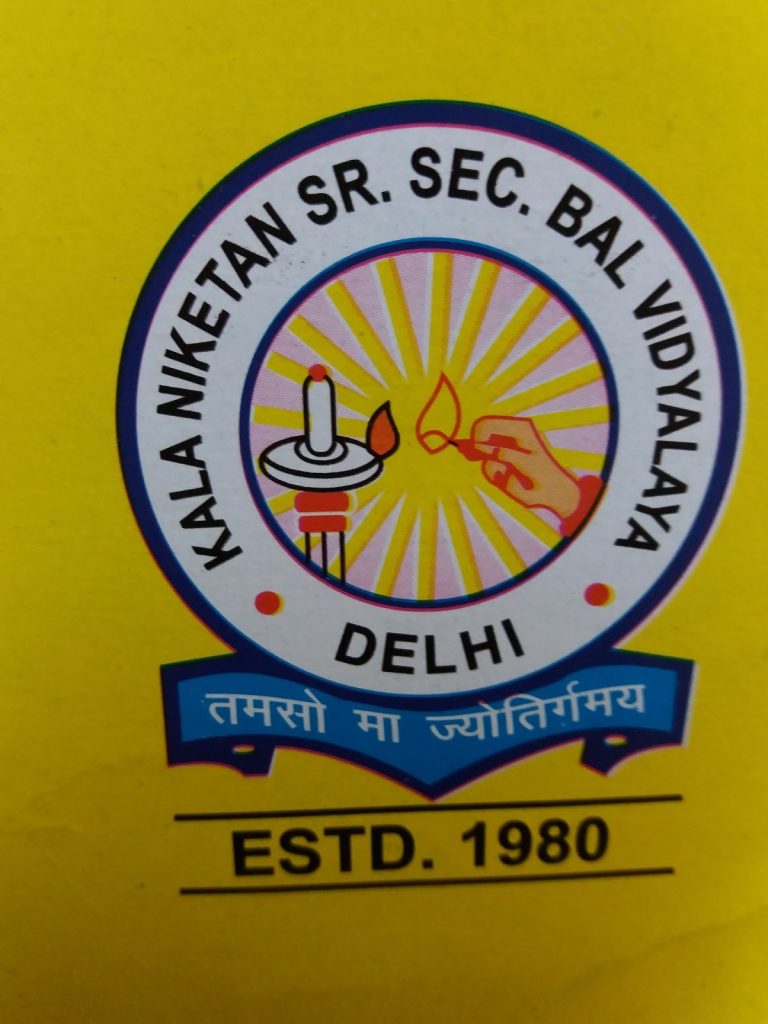 KALA NIKETAN SR. SEC. BAL VIDYALAYA
DELHI
तमसो मा ज्योतिर्गमय
ESTD. 1980